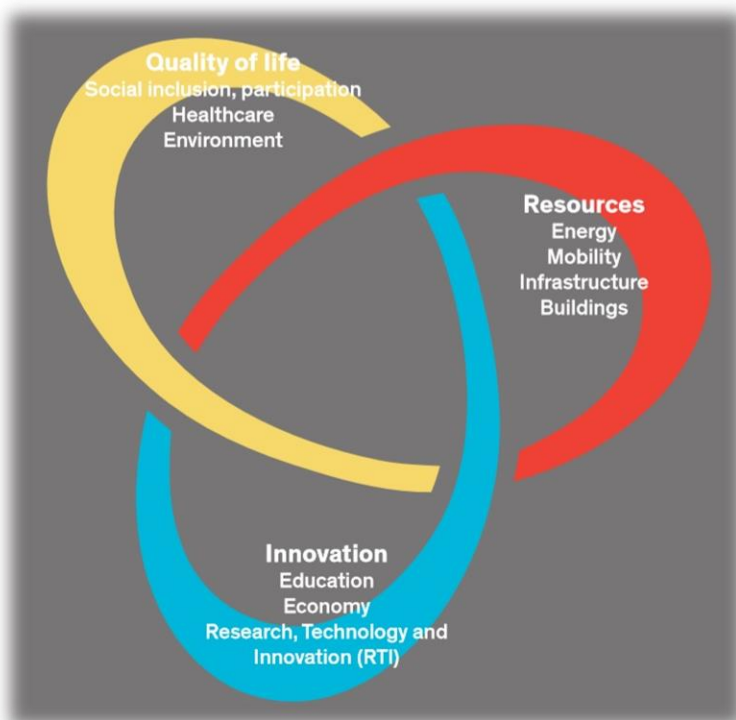 Quality of life
Social inclusion, participation
Healthcare
Environment
Resources
Energy
Mobility
Infrastructure
Buildings
Innovation
Education
Economy
Research, Technology and
Innovation (RTI)